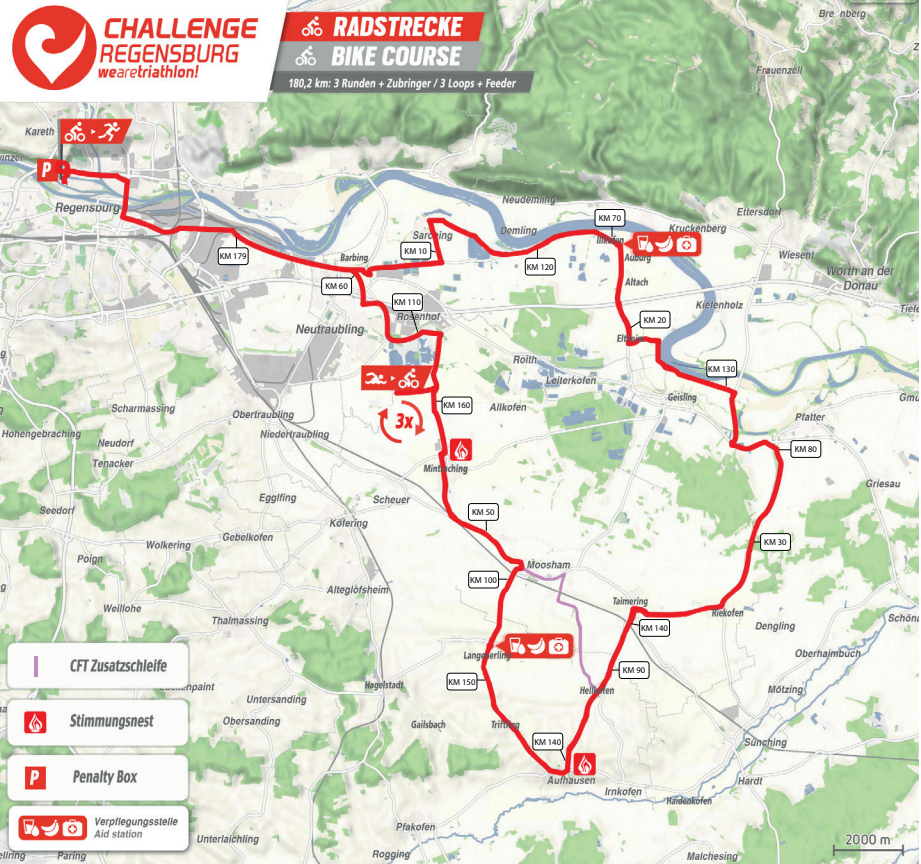 CHALLENGE
REGENSBURG
wearetriathlon!
RADSTRECKE
BIKE COURSE
180,2 km: 3 Runden + Zubringer / 3 Loops + Feeder
Frauenzell
Kareth
P
Regensburg
Neudemling
Ettersdorf
KM 70
Kruckenberg
Demling
Sarching
Illkofen
Auburg
Wiesent
KM 10
KM 179
Barbing
KM 120
Wörth an der
Donau
Altach
KM 60
KM 110
Kiefenholz
Rosenhof
KM 20
Neutraubling
Roith
KM 130
Leiterkofen
Geisling
Scharmassing
KM 160
Allkofen
Obertraubling
3x
Pfatter
Hohengebraching
Niedertraubling
Neudorf
KM 80
Tenacker
Mintraching
Griesau
Egglfing
Scheuer
Seedorf
KM 50
Köfering
Gebelkofen
KM 30
Wolkering
Poign
Moosham
KM 100
Alteglofsheim
Taimering
Weillohe
Riekofen
Thalmassing
KM 140
Dengling
Langenerling
Oberhaimbuch
CFT Zusatzschleife
KM 90
KM 150
Hagelstadt
Mötzing
Untersanding
Stimmungsnest
Obersanding
Gailsbach
Triftlfing
KM 140
Sünching
P
Penalty Box
Aufhausen
Hardt
Irnkofen
Haidenkofen
Verpflegungsstelle
Aid station
Pfakofen
Unterlaichling
2000 m
Paring
Rogging
Malchesing